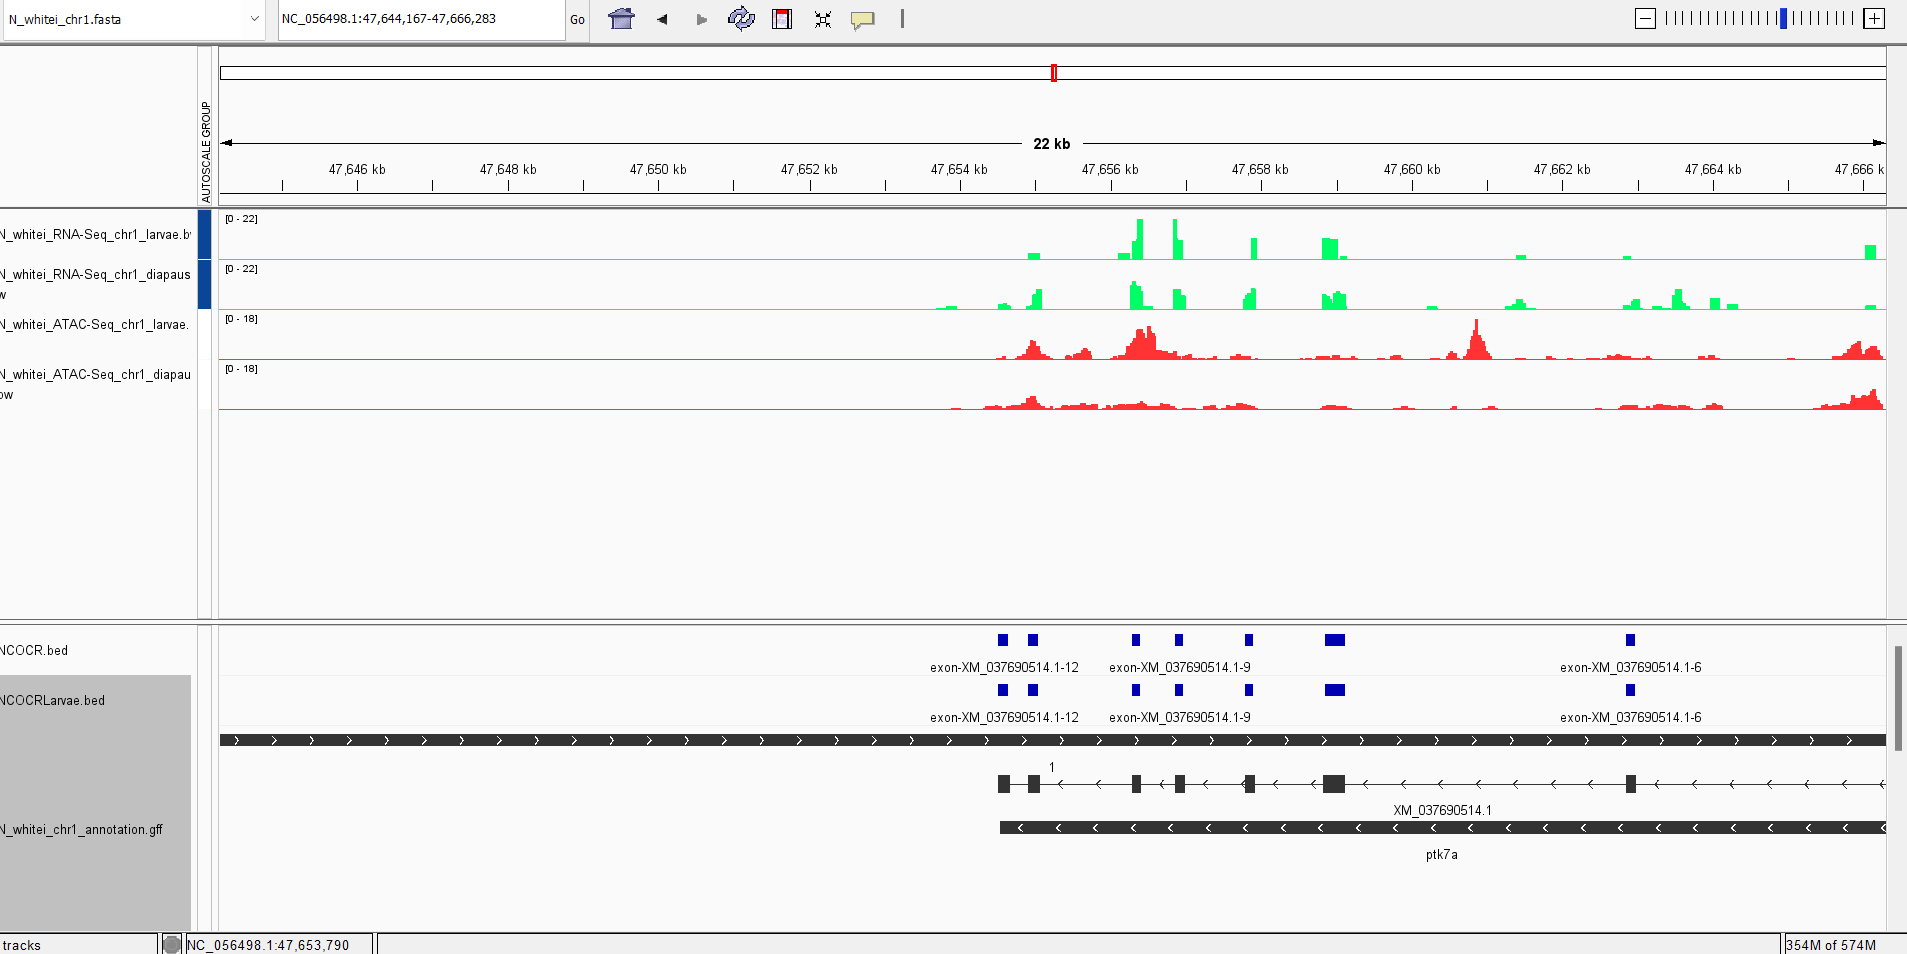 N_whitei_chr1.fasta
NC_056498.1:47,644,167-47,666,283
Go
AUTOSCALE GROUP
22 kb
47,646 kb 47,648 kb 47,650 kb 47,652 kb 47,654 kb 47,656 kb 47,658 kb 47,660 kb 47,662 kb 47,664 kb 47,666 k
[0 - 22]
N_whitei_RNA-Seq_chr1_larvae.b
[0 - 22]
N_whitei_RNA-Seq_chr1_diapaus
w
[0 - 18]
N_whitei_ATAC-Seq_chr1_larvae.
[0 - 18]
N_whitei_ATAC-Seq_chr1_diapau
ow
NCOCR.bed
exon-XM_037690514.1-12 exon-XM_037690514.1-9 exon-XM_037690514.1-6
NCOCRLarvae.bed
exon-XM_037690514.1-12 exon-XM_037690514.1-9 exon-XM_037690514.1-6
1
XM_037690514.1
N_whitei_chr1_annotation.gff
ptk7a
tracks
NC_056498.1:47,653,790
354M of 574M